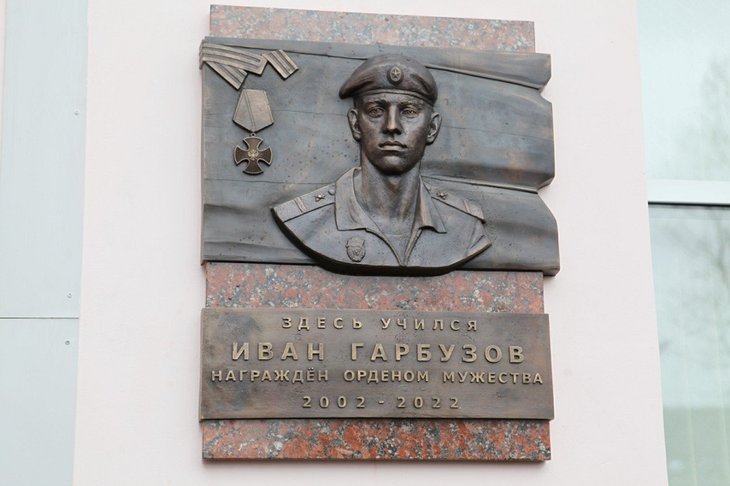 ЗДЕСЬ УЧИЛСЯ
ИВАН ГАРБУЗОВ
НАГРАЖДЁН ОРДЕНОМ МУЖЕСТВА
2002 - 2022